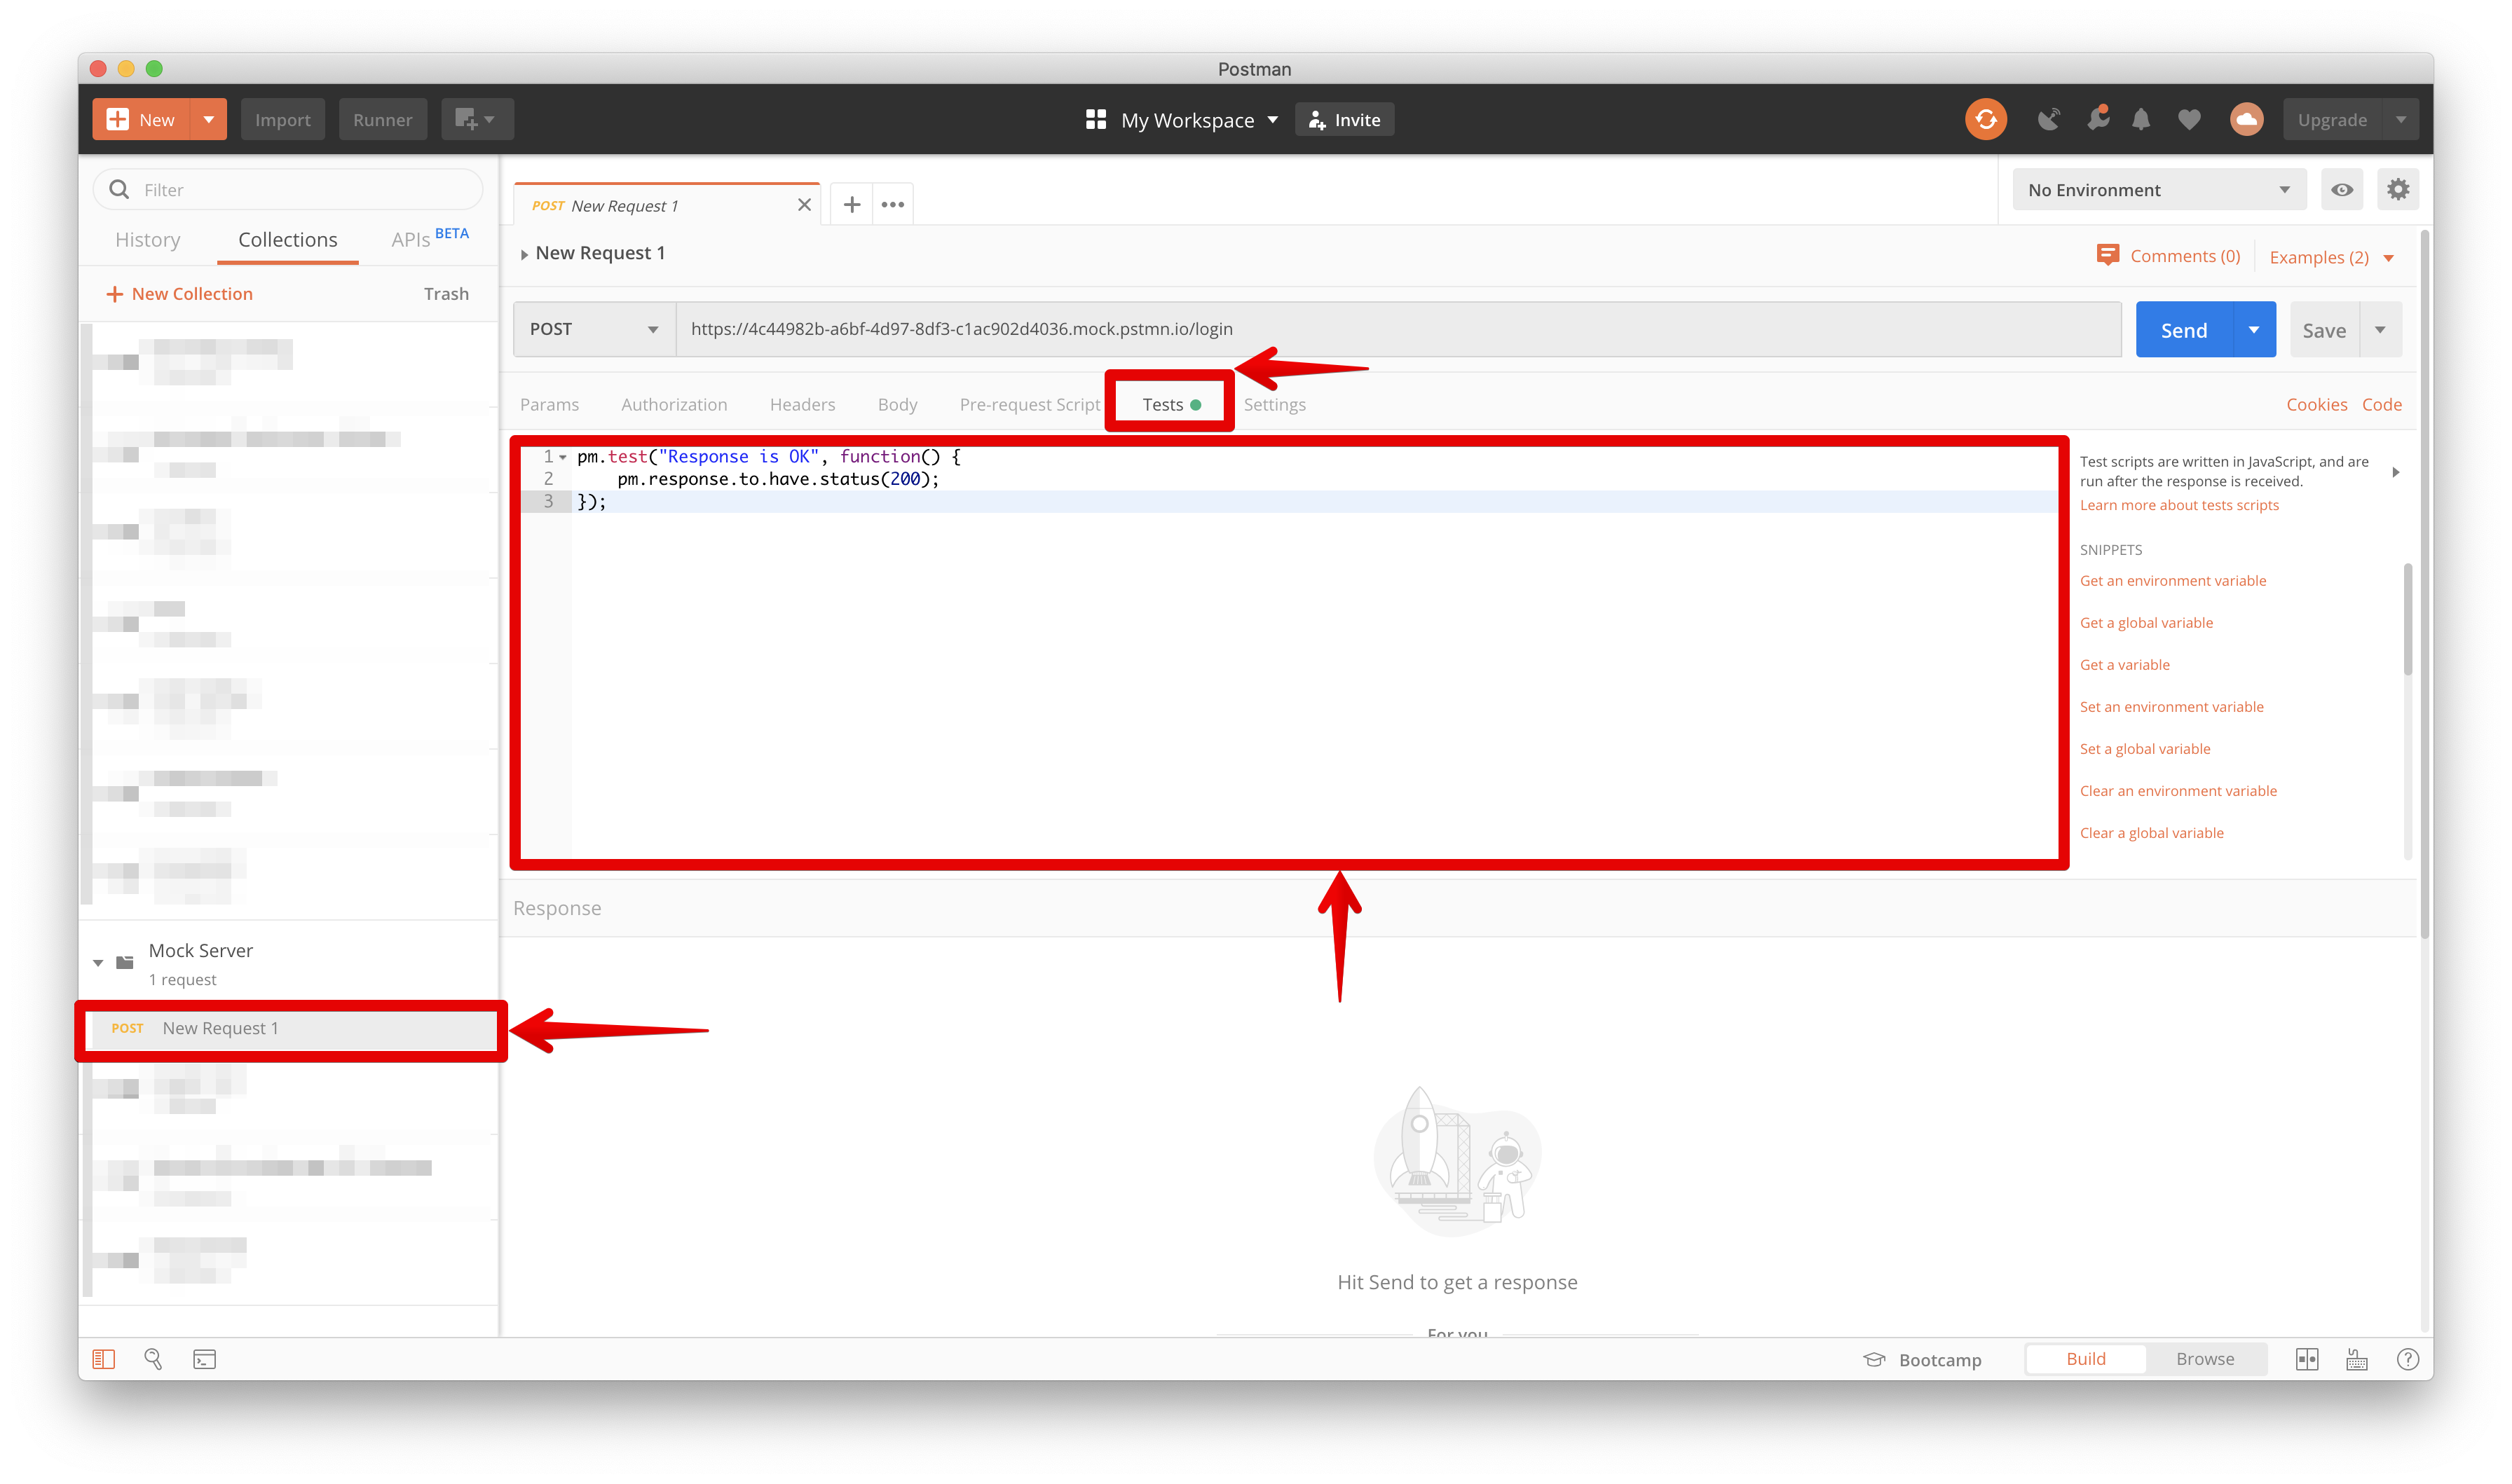 Postman
New
Import
Runner
My Workspace
Invite
Upgrade
Filter
History
Collections
APIs BETA
New Collection
Trash
POST New Request 1
No Environment
New Request 1
Comments (0)
Examples (2)
POST
https://4c44982b-a6bf-4d97-8df3-c1ac902d4036.mock.pstmn.io/login
Send
Save
Params
Authorization
Headers
Body
Pre-request Script
Tests
Settings
Cookies
Code
1 pm.test("Response is OK", function() {
2 pm.response.to.have.status(200);
3 });
Test scripts are written in JavaScript, and are
run after the response is received.
Learn more about tests scripts
SNIPPETS
Get an environment variable
Get a global variable
Get a variable
Set an environment variable
Set a global variable
Clear an environment variable
Clear a global variable
Response
Mock Server
1 request
POST New Request 1
Hit Send to get a response
For you
Bootcamp
Build
Browse